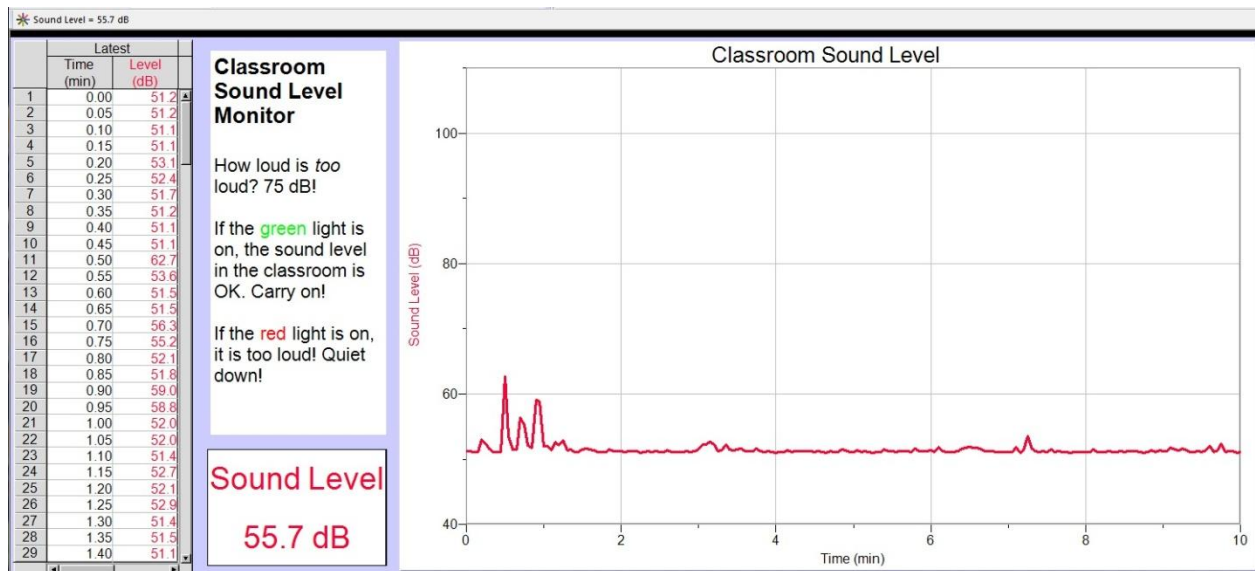 Sound Level = 55.7 dB
Latest
Time Level
(min) (dB)
1 0.00 51.2
2 0.05 51.2
3 0.10 51.1
4 0.15 51.1
5 0.20 53.1
6 0.25 52.4
7 0.30 51.7
8 0.35 51.2
9 0.40 51.1
10 0.45 51.1
11 0.50 62.7
12 0.55 53.6
13 0.60 51.5
14 0.65 51.5
15 0.70 56.3
16 0.75 55.2
17 0.80 52.1
18 0.85 51.8
19 0.90 59.0
20 0.95 58.8
21 1.00 52.0
22 1.05 52.0
23 1.10 51.4
24 1.15 52.7
25 1.20 52.1
26 1.25 52.9
27 1.30 51.4
28 1.35 51.5
29 1.40 51.1
Classroom
Sound Level
Monitor
How loud is too
loud? 75 dB!
If the green light is
on, the sound level
in the classroom is
OK. Carry on!
If the red light is on,
it is too loud! Quiet
down!
Sound Level
55.7 dB
Classroom Sound Level
Sound Level (dB)
100
80
60
40
0 2 4 6 8 10
Time (min)